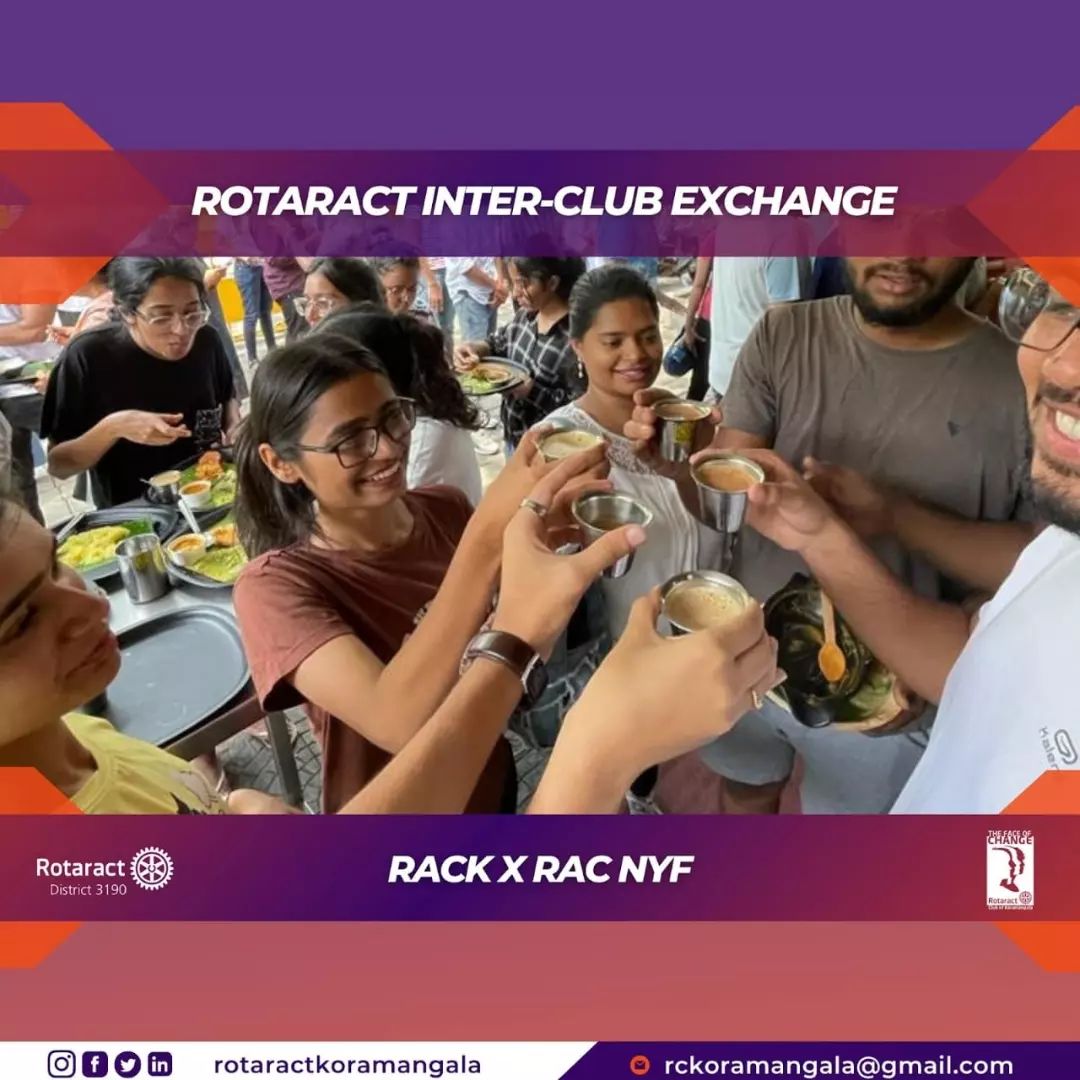 ROTARACT INTER-CLUB EXCHANGE
Rotaract
District 3190
RACK X RAC NYF
THE FACE OF
CHANGE
Rotaract
rotaractkoramangala
rckoramangala@gmail.com